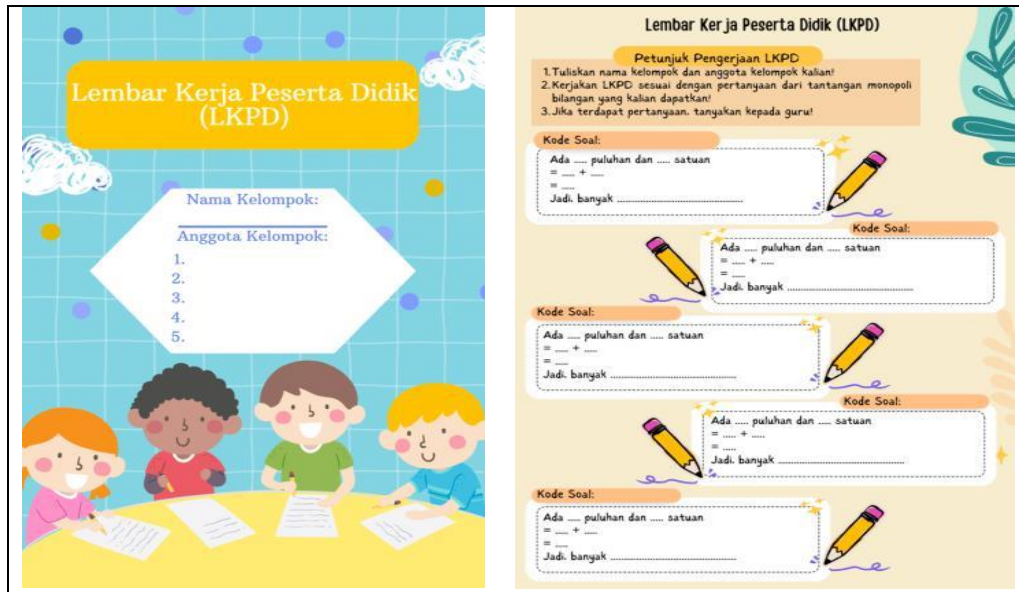 Lembar Kerja Peserta Didik
(LKPD)
Nama Kelompok:
Anggota Kelompok:
1.
2.
3.
4.
5.
Lembar Kerja Peserta Didik (LKPD)
Petunjuk Pengerjaan LKPD
1. Tuliskan nama kelompok dan anggota kelompok kalian!
2. Kerjakan LKPD sesuai dengan pertanyaan dari tantangan monopoli
bilangan yang kalian dapatkan!
3. Jika terdapat pertanyaan. tanyakan kepada guru!
Kode Soal:
Ada ..... puluhan dan ..... satuan
= ..... + .....
= .....
Jadi. banyak ............................................
Kode Soal:
Ada ..... puluhan dan ..... satuan
= ..... + .....
= .....
Jadi. banyak ............................................
Kode Soal:
Ada ..... puluhan dan ..... satuan
= ..... + .....
= .....
Jadi. banyak ............................................
Kode Soal:
Ada ..... puluhan dan ..... satuan
= ..... + .....
= .....
Jadi. banyak ............................................
Kode Soal:
Ada ..... puluhan dan ..... satuan
= ..... + .....
= .....
Jadi. banyak ............................................